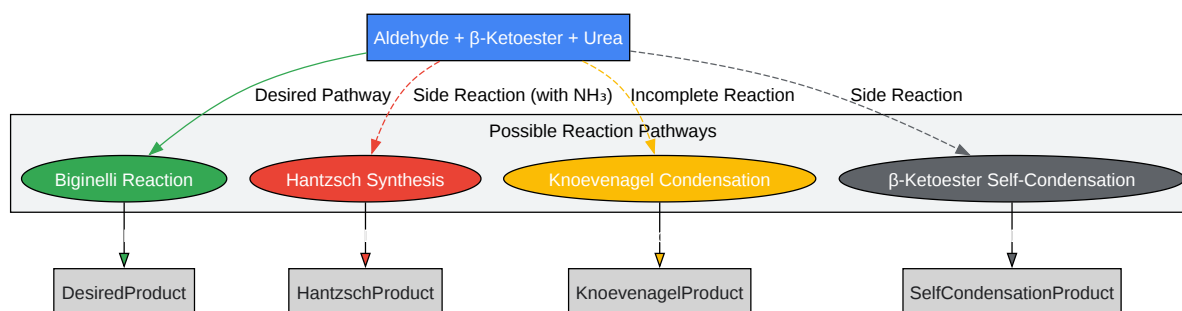 Aldehyde + β-Ketoester + Urea
Desired Pathway
Side Reaction (with NH₃)
Incomplete Reaction
Side Reaction
Possible Reaction Pathways
Biginelli Reaction
Hantzsch Synthesis
Knoevenagel Condensation
β-Ketoester Self-Condensation
DesiredProduct
HantzschProduct
KnoevenagelProduct
SelfCondensationProduct